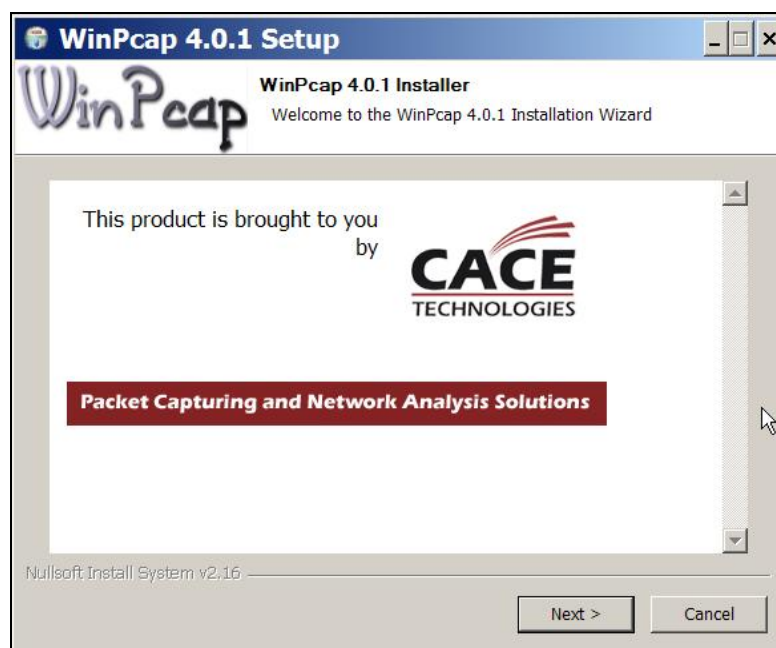 WinPcap 4.0.1 Setup
WinPcap
WinPcap 4.0.1 Installer
Welcome to the WinPcap 4.0.1 Installation Wizard
This product is brought to you
by
CACE
TECHNOLOGIES
Packet Capturing and Network Analysis Solutions
Nullsoft Install System v2.16
Next >
Cancel